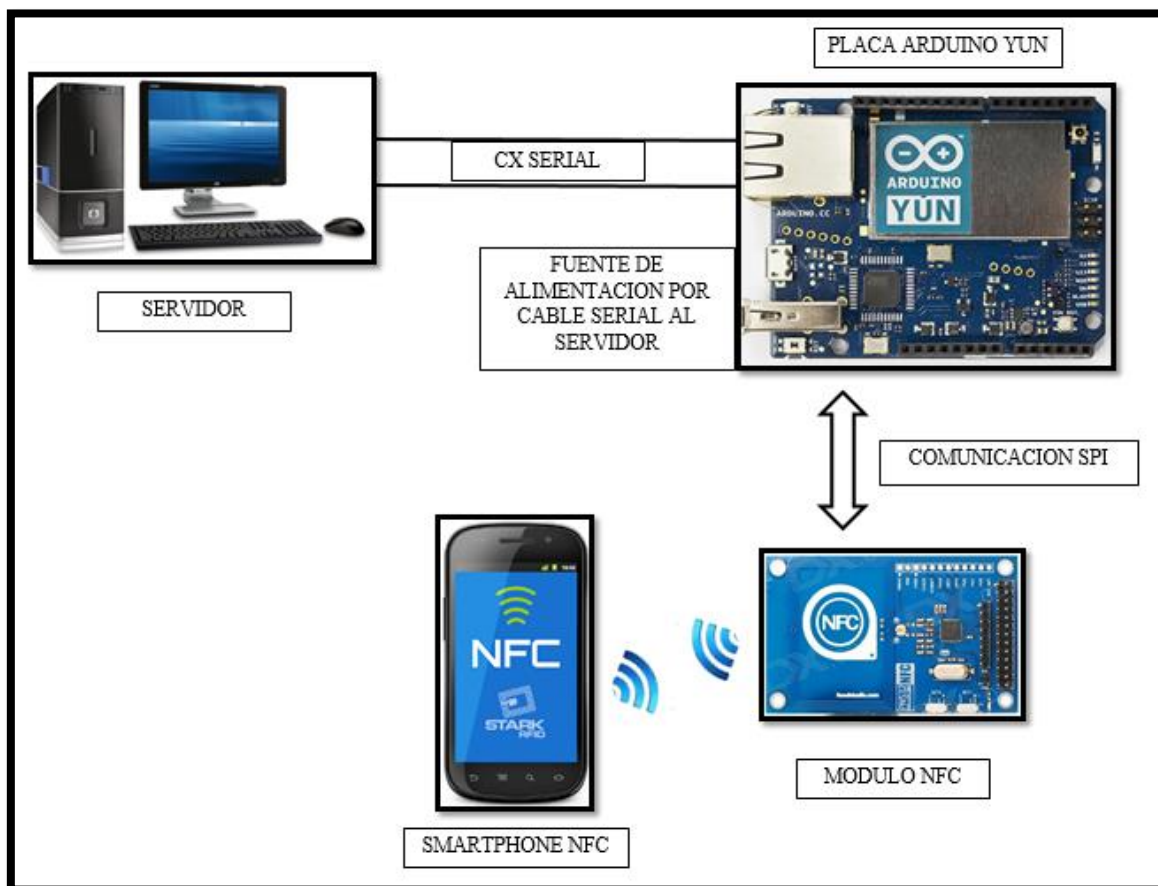 PLACA ARDUINO YUN
CX SERIAL
ARDUINO
YÚN
ARDUINO.CC
SERVIDOR
FUENTE DE
ALIMENTACION POR
CABLE SERIAL AL
SERVIDOR
COMUNICACION SPI
NFC
STARK
RFID
NFC
MODULO NFC
SMARTPHONE NFC